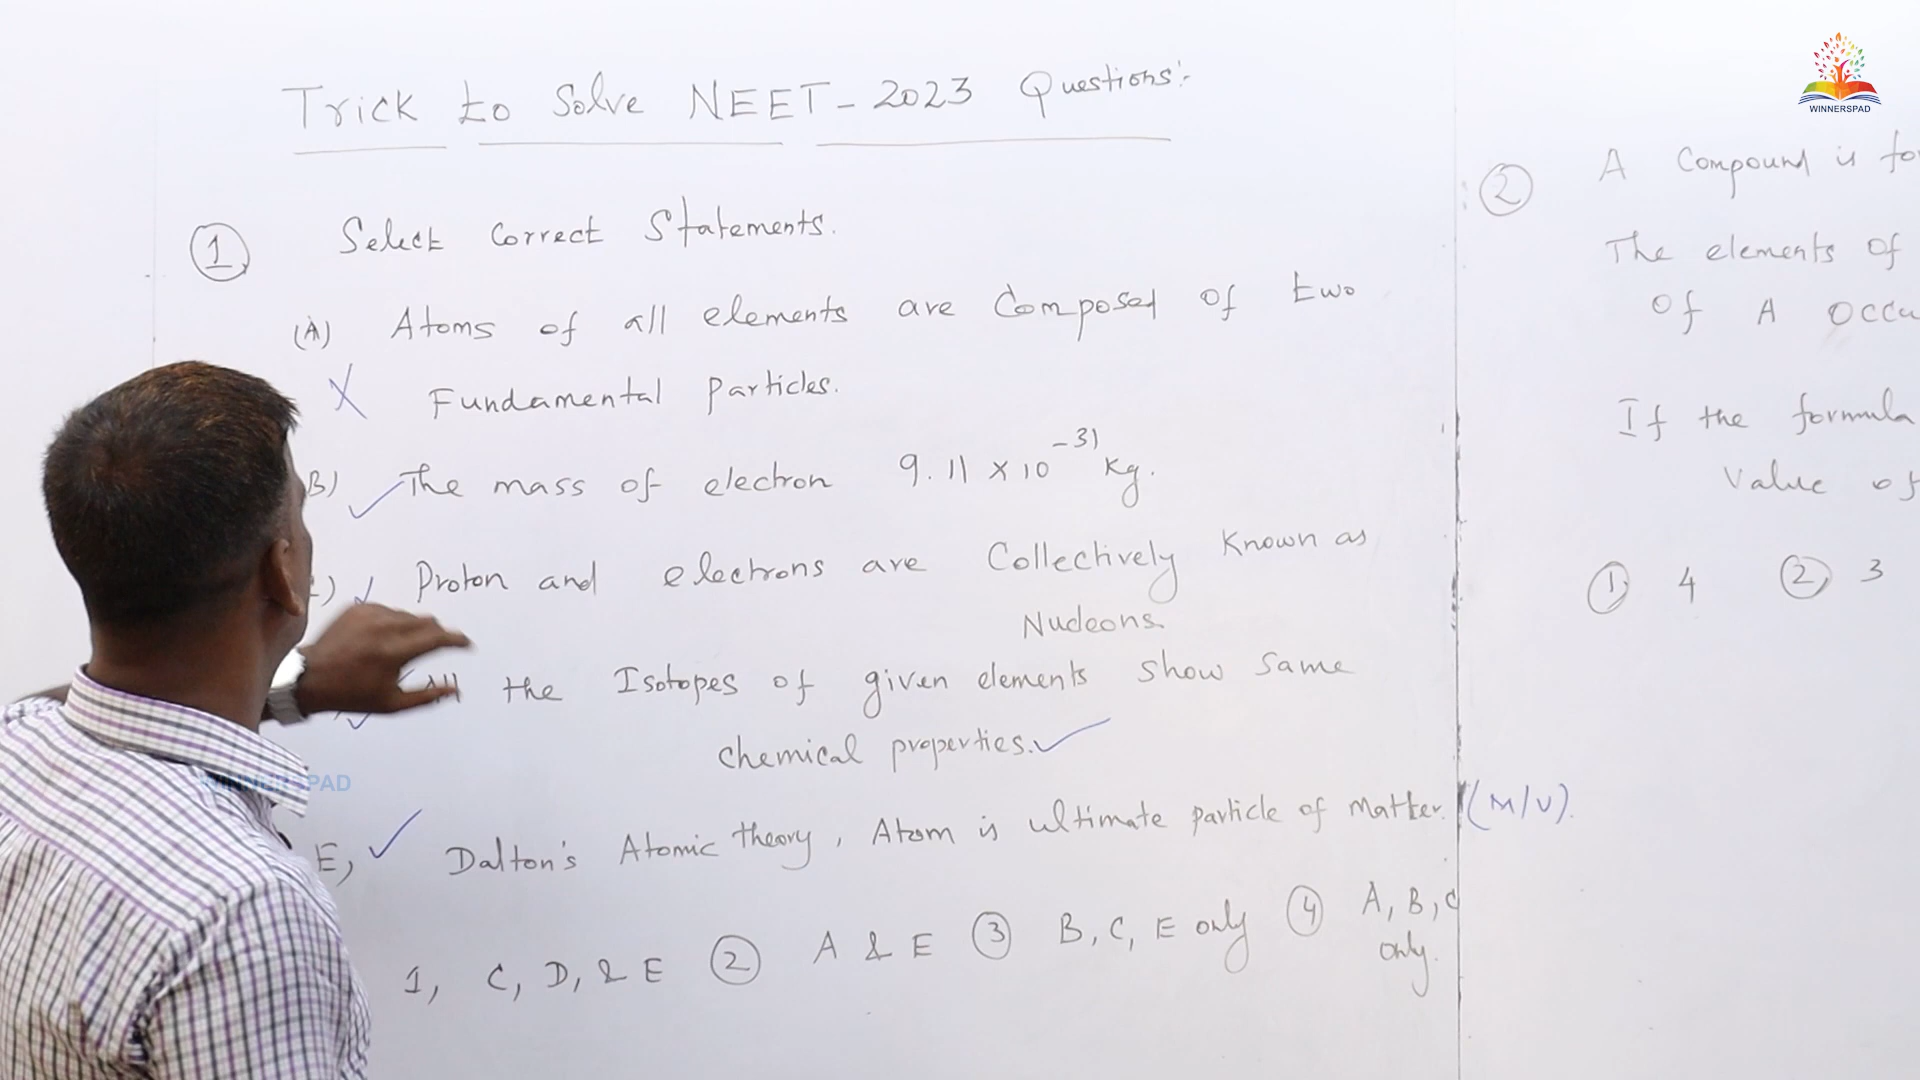 WINNERSPAD
Trick to Solve NEET - 2023 Questions:-
1 Select Correct Statements.
(A) Atoms of all elements are Composed of two
X Fundamental particles.
B) The mass of electron 9.11 x 10⁻³¹ kg.
Proton and electrons are Collectively known as
Nucleons.
All the Isotopes of given elements show same
chemical properties.
E, Dalton's Atomic theory, Atom is ultimate particle of matter. (M/V).
1, C, D, & E 2 A & E 3 B, C, E only 4 A, B, C
only.
2 A Compound is
The elements of
of A
If the formula
Value of
1 4 2 3
WINNERSPAD